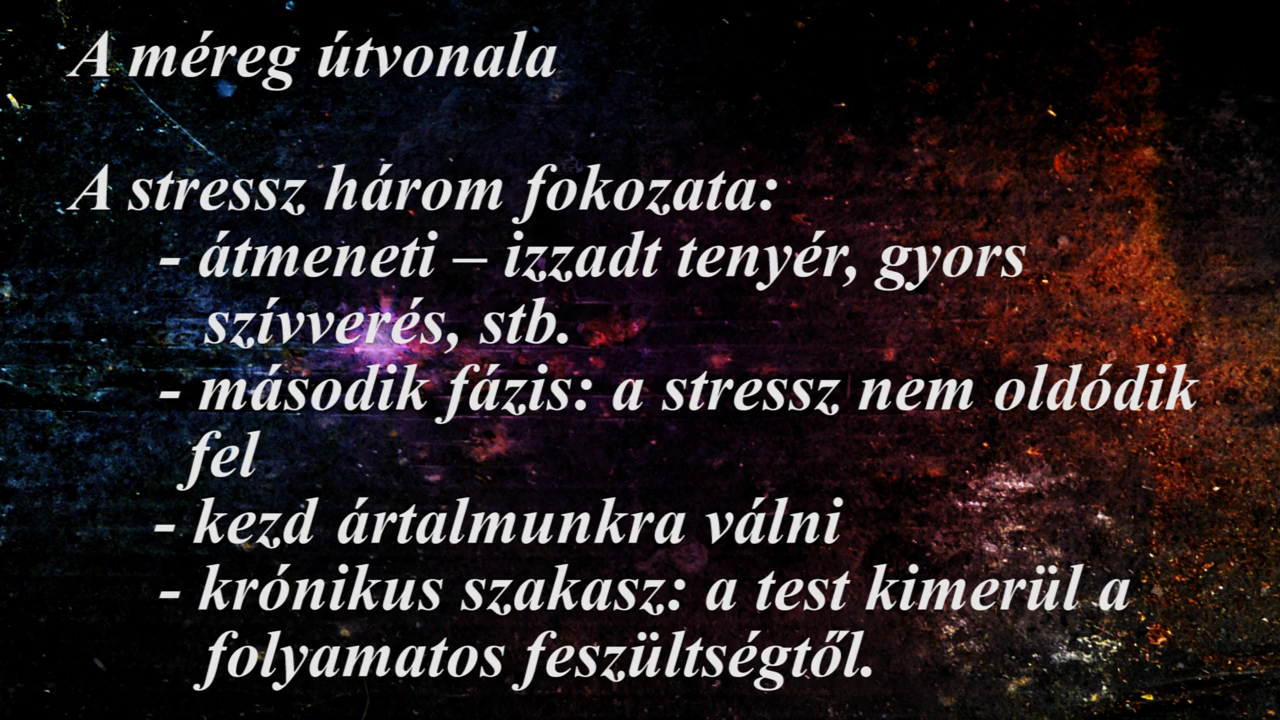 A méreg útvonala
A stressz három fokozata:
- átmeneti – izzadt tenyér, gyors
szívverés, stb.
- második fázis: a stressz nem oldódik
fel
- kezd ártalmunkra válni
- krónikus szakasz: a test kimerül a
folyamatos feszültségtől.